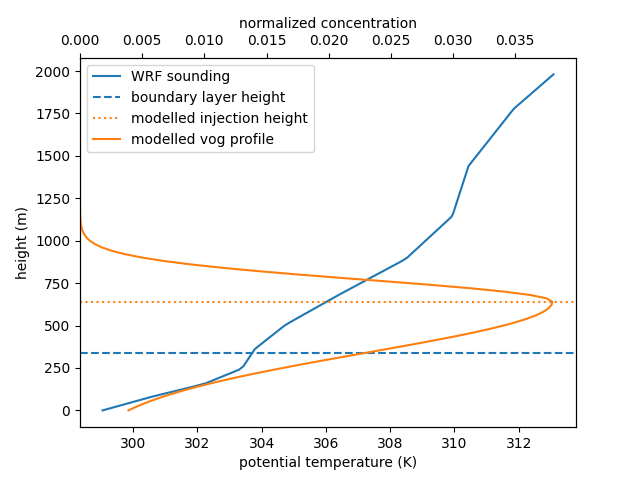 normalized concentration
0.000 0.005 0.010 0.015 0.020 0.025 0.030 0.035
WRF sounding
boundary layer height
modelled injection height
modelled vog profile
2000
1750
1500
1250
1000
750
500
250
0
height (m)
300 302 304 306 308 310 312
potential temperature (K)